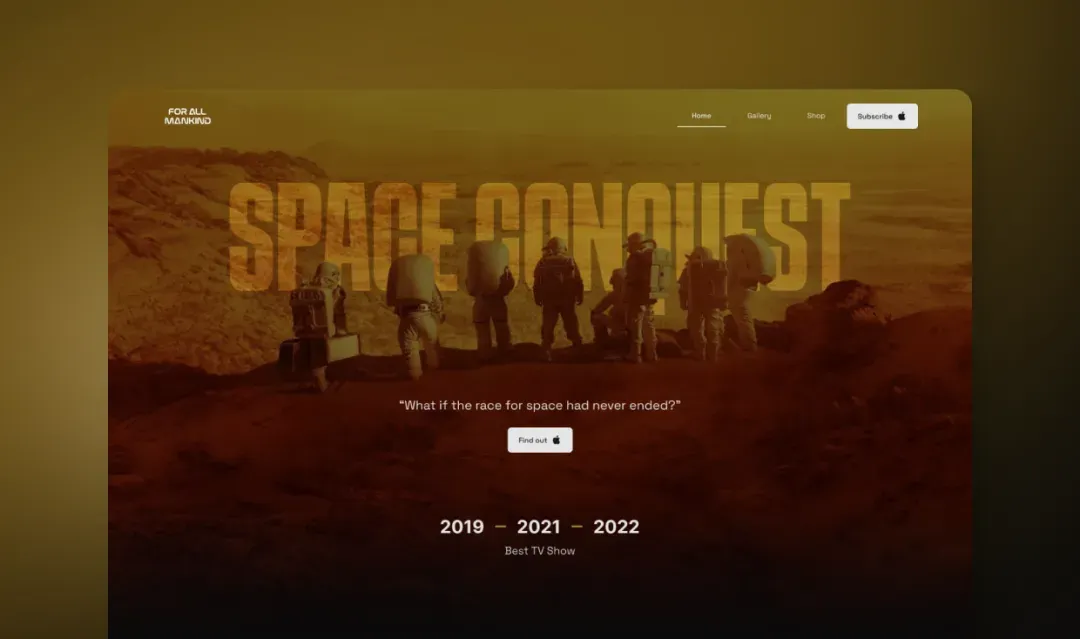 FOR ALL
MANKIND
Home
Gallery
Shop
Subscribe
SPACE CONQUEST
“What if the race for space had never ended?”
Find out
2019 – 2021 – 2022
Best TV Show